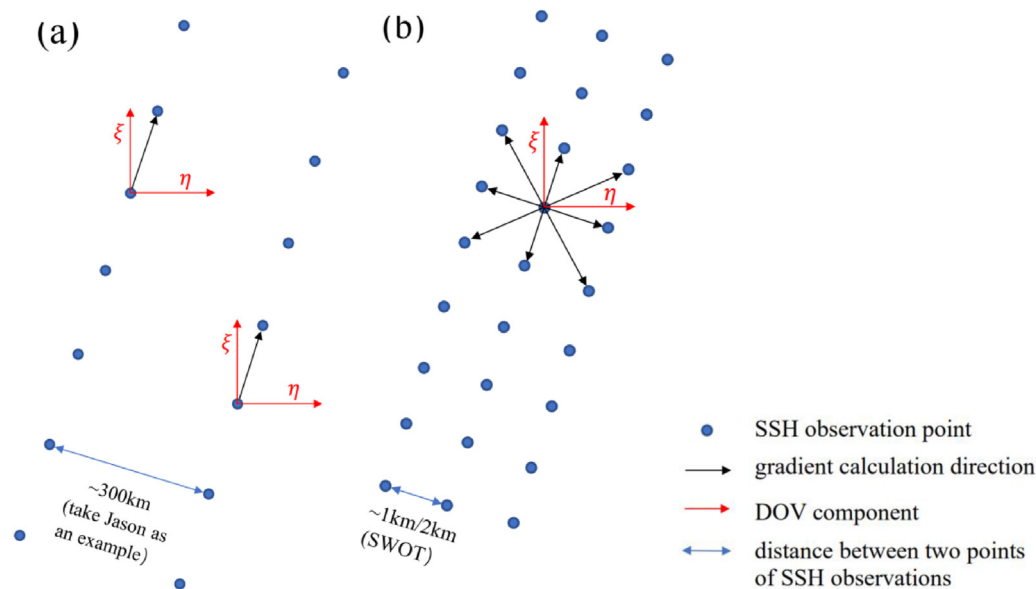 (a)
(b)
ξ
η
ξ
η
ξ
η
~300km
(take Jason as
an example)
~1km/2km
(SWOT)
SSH observation point
gradient calculation direction
DOV component
distance between two points
of SSH observations